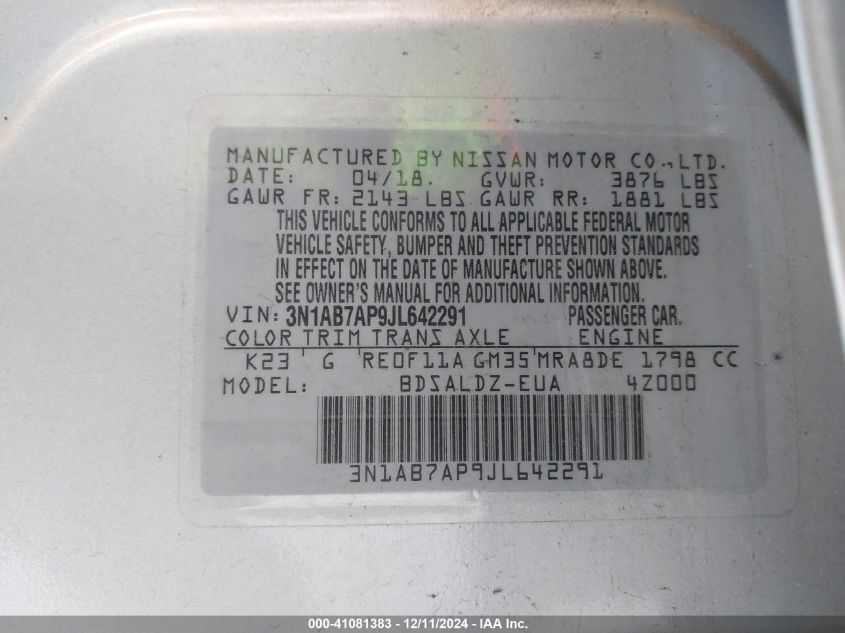 MANUFACTURED BY NISSAN MOTOR CO., LTD.
DATE: 04/18. GVWR: 3876 LBS
GAWR FR: 2143 LBS GAWR RR: 1881 LBS
THIS VEHICLE CONFORMS TO ALL APPLICABLE FEDERAL MOTOR
VEHICLE SAFETY, BUMPER AND THEFT PREVENTION STANDARDS
IN EFFECT ON THE DATE OF MANUFACTURE SHOWN ABOVE.
SEE OWNER'S MANUAL FOR ADDITIONAL INFORMATION.
VIN: 3N1AB7AP9JL642291 PASSENGER CAR.
COLOR TRIM TRANS AXLE ENGINE
K23 G RE0F11A GM35 MRA8DE 1798 CC
MODEL: BDSALDZ-EUA 4Z000
3N1AB7AP9JL642291
000-41081383 - 12/11/2024 - IAA Inc.